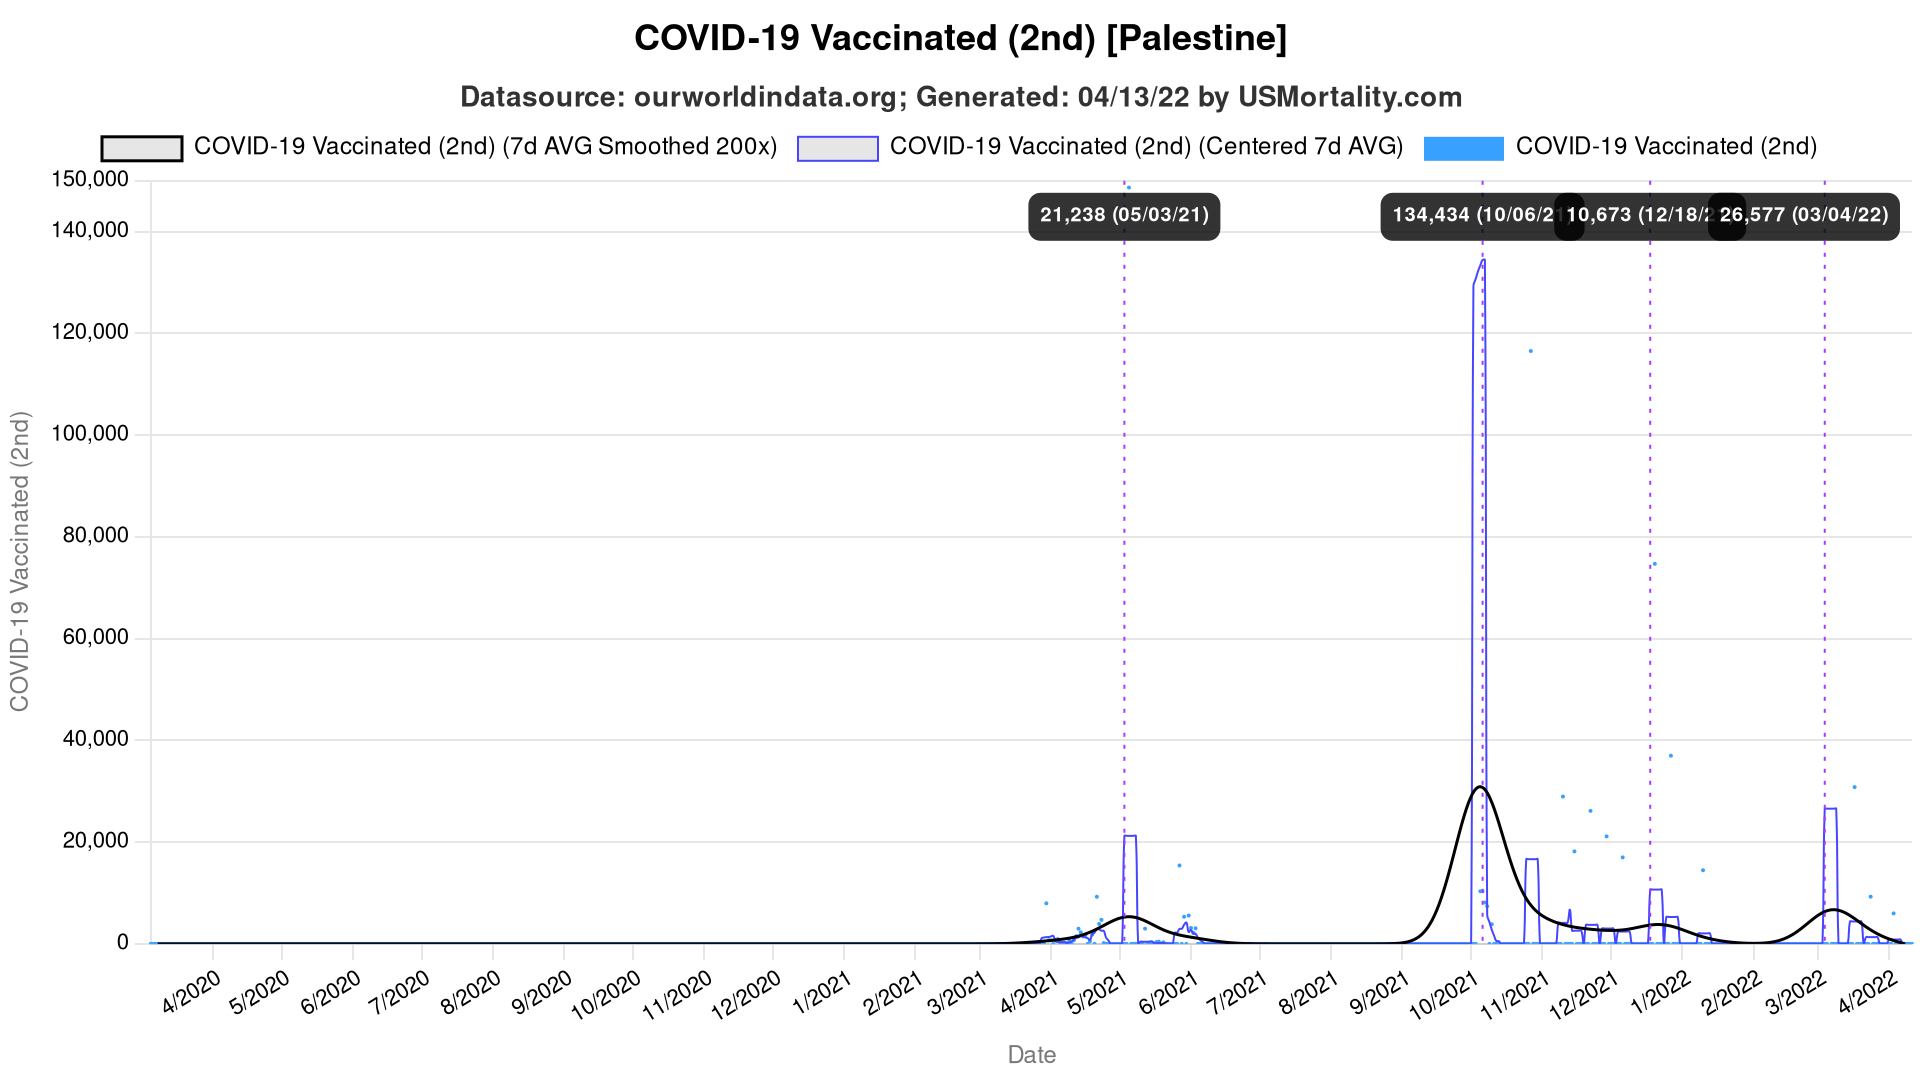 COVID-19 Vaccinated (2nd) [Palestine]
Datasource: ourworldindata.org; Generated: 04/13/22 by USMortality.com
COVID-19 Vaccinated (2nd) (7d AVG Smoothed 200x) COVID-19 Vaccinated (2nd) (Centered 7d AVG) COVID-19 Vaccinated (2nd)
150,000
21,238 (05/03/21) 134,434 (10/06/21) 10,673 (12/18/21) 26,577 (03/04/22)
140,000
120,000
100,000
80,000
60,000
40,000
20,000
0
COVID-19 Vaccinated (2nd)
4/2020 5/2020 6/2020 7/2020 8/2020 9/2020 10/2020 11/2020 12/2020 1/2021 2/2021 3/2021 4/2021 5/2021 6/2021 7/2021 8/2021 9/2021 10/2021 11/2021 12/2021 1/2022 2/2022 3/2022 4/2022
Date